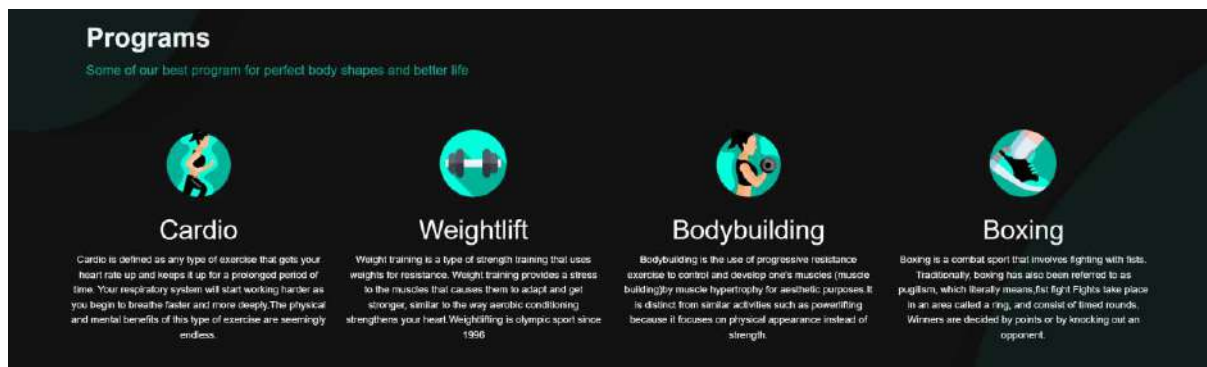 Programs
Some of our best program for perfect body shapes and better life
Cardio
Cardio is defined as any type of exercise that gets your
heart rate up and keeps it up for a prolonged period of
time. Your respiratory system will start working harder as
you begin to breathe faster and more deeply.The physical
and mental benefits of this type of exercise are seemingly
endless.
Weightlift
Weight training is a type of strength training that uses
weights for resistance. Weight training provides a stress
to the muscles that causes them to adapt and get
stronger, similar to the way aerobic conditioning
strengthens your heart.Weightlifting is olympic sport since
1996
Bodybuilding
Bodybuilding is the use of progressive resistance
exercise to control and develop one's muscles (muscle
building)by muscle hypertrophy for aesthetic purposes.It
is distinct from similar activities such as powerlifting
because it focuses on physical appearance instead of
strength.
Boxing
Boxing is a combat sport that involves fighting with fists.
Traditionally, boxing has also been referred to as
pugilism, which literally means,fist fight Fights take place
in an area called a ring, and consist of timed rounds.
Winners are decided by points or by knocking out an
opponent.